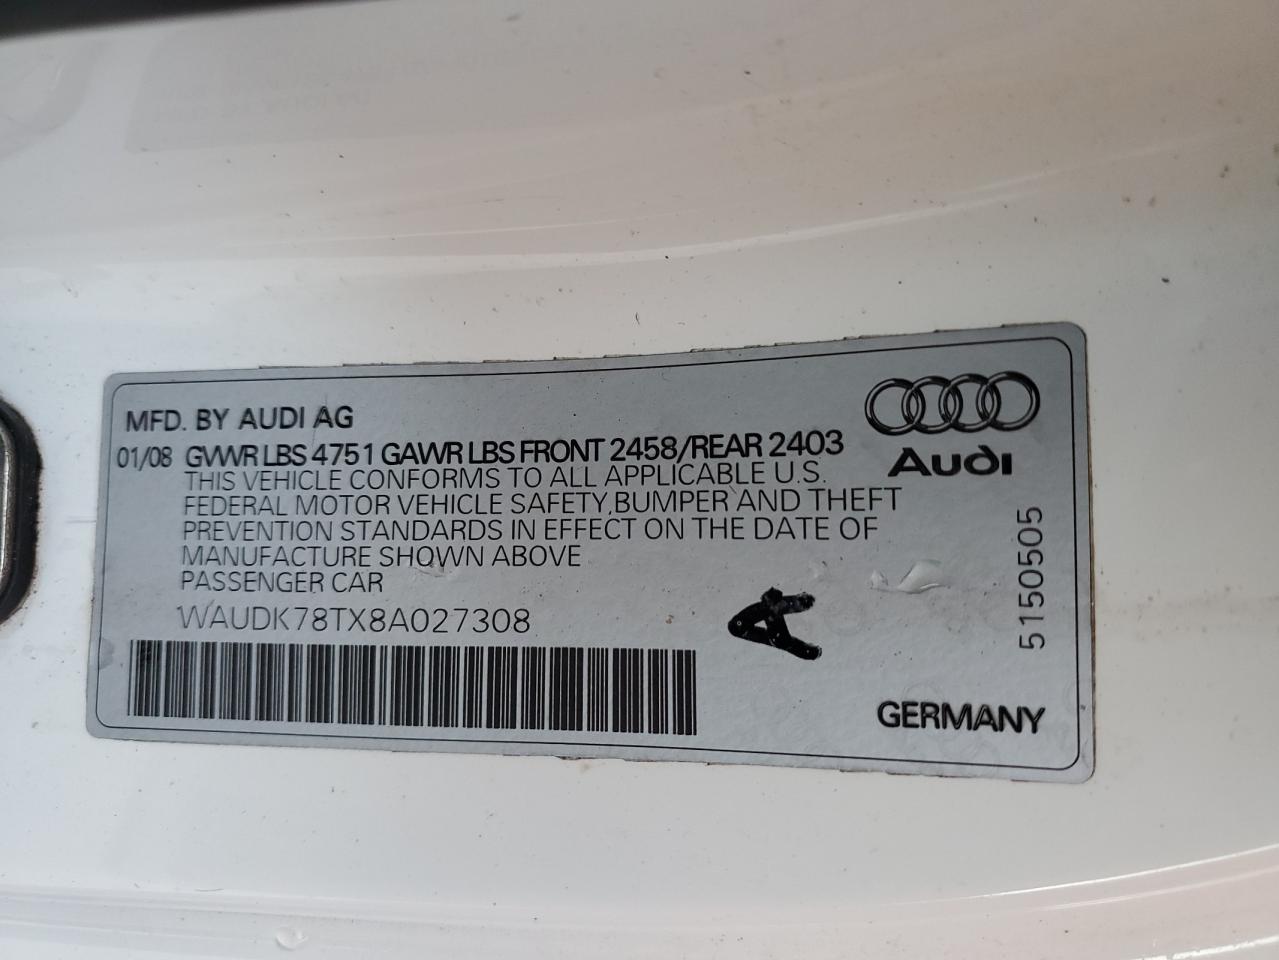 MFD. BY AUDI AG
01/08 GVWR LBS 4751 GAWR LBS FRONT 2458/REAR 2403
THIS VEHICLE CONFORMS TO ALL APPLICABLE U.S.
FEDERAL MOTOR VEHICLE SAFETY, BUMPER AND THEFT
PREVENTION STANDARDS IN EFFECT ON THE DATE OF
MANUFACTURE SHOWN ABOVE
PASSENGER CAR
WAUDK78TX8A027308
Audi
5150505
A
GERMANY